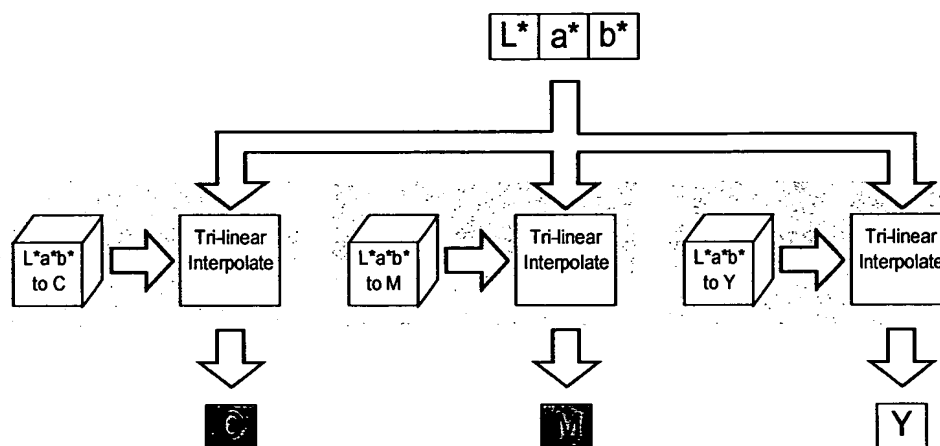 L* a* b*
L*a*b*
to C
Tri-linear
Interpolate
L*a*b*
to M
Tri-linear
Interpolate
L*a*b*
to Y
Tri-linear
Interpolate
C
M
Y